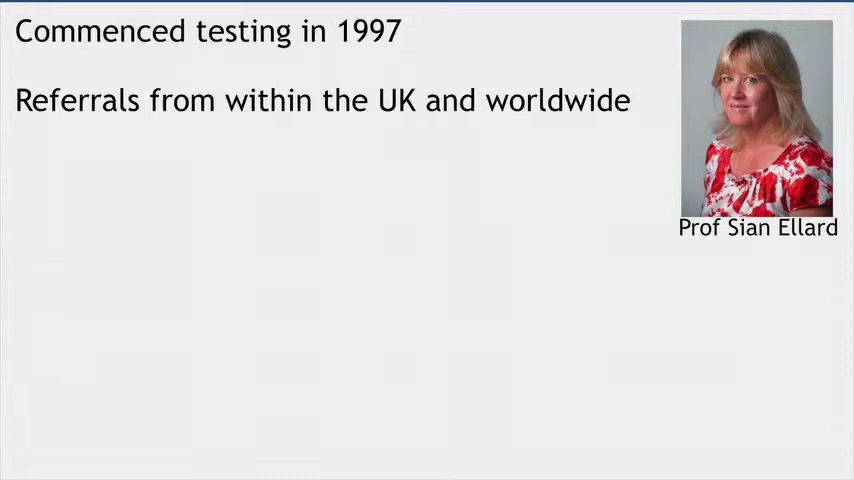 Commenced testing in 1997
Referrals from within the UK and worldwide
Prof Sian Ellard